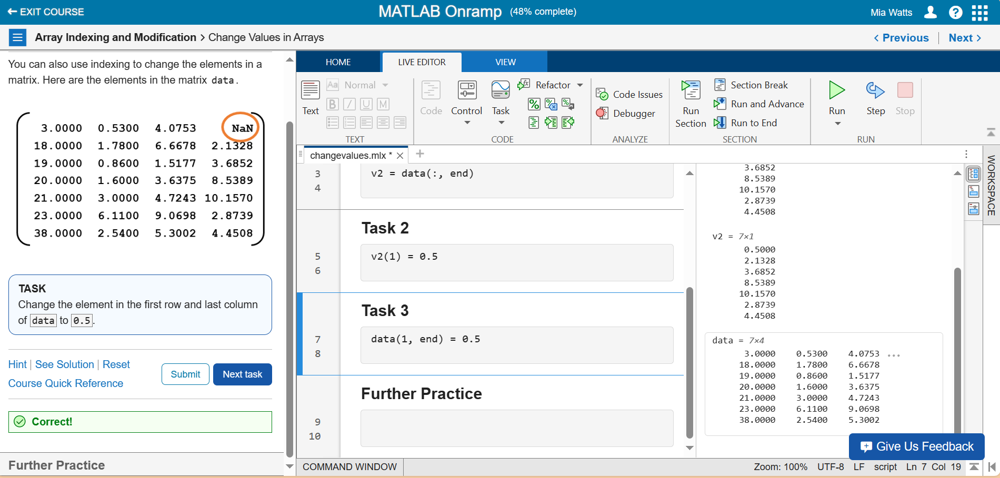 EXIT COURSE
MATLAB Onramp (48% complete)
Mia Watts
Array Indexing and Modification > Change Values in Arrays
< Previous | Next >
You can also use indexing to change the elements in a
matrix. Here are the elements in the matrix data.
3.0000 0.5300 4.0753 NaN
18.0000 1.7800 6.6678 2.1328
19.0000 0.8600 1.5177 3.6852
20.0000 1.6000 3.6375 8.5389
21.0000 3.0000 4.7243 10.1570
23.0000 6.1100 9.0698 2.8739
38.0000 2.5400 5.3002 4.4508
TASK
Change the element in the first row and last column
of data to 0.5.
Hint | See Solution | Reset
Course Quick Reference
Submit
Next task
Correct!
Further Practice
HOME LIVE EDITOR VIEW
Text
Aa Normal
B I U M
TEXT
Code
Control
Task
Refactor
CODE
Code Issues
Debugger
ANALYZE
Run
Section
Section Break
Run and Advance
Run to End
SECTION
Run
Step
Stop
RUN
changevalues.mlx * × +
3 v2 = data(:, end)
4
Task 2
5 v2(1) = 0.5
6
Task 3
7 data(1, end) = 0.5
8
Further Practice
9
10
3.6852
8.5389
10.1570
2.8739
4.4508
v2 = 7×1
0.5000
2.1328
3.6852
8.5389
10.1570
2.8739
4.4508
data = 7×4
3.0000 0.5300 4.0753 ...
18.0000 1.7800 6.6678
19.0000 0.8600 1.5177
20.0000 1.6000 3.6375
21.0000 3.0000 4.7243
23.0000 6.1100 9.0698
38.0000 2.5400 5.3002
WORKSPACE
Give Us Feedback
COMMAND WINDOW
Zoom: 100% UTF-8 LF script Ln 7 Col 19